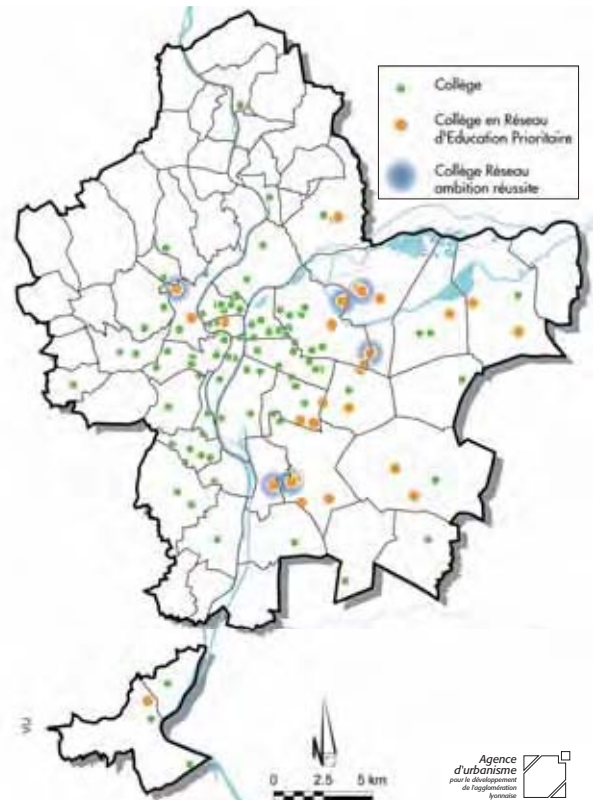 Collège
Collège en Réseau
d'Education Prioritaire
Collège Réseau
ambition réussite
N
0 2.5 5 km
Agence
d'urbanisme
pour le développement
de l'agglomération
lyonnaise